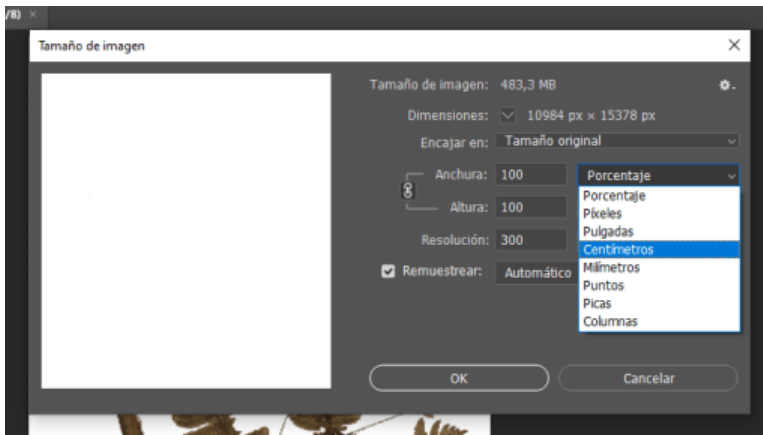 /8) ×
Tamaño de imagen
Tamaño de imagen: 483,3 MB
Dimensiones: 10984 px × 15378 px
Encajar en: Tamaño original
Anchura: 100 Porcentaje
Porcentaje
Píxeles
Altura: 100
Pulgadas
Centímetros
Resolución: 300
Milímetros
Remuestrear: Automático
Puntos
Picas
Columnas
OK Cancelar